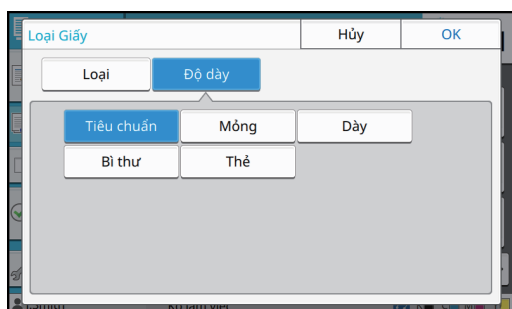 Loại Giấy Hủy OK
Loại Độ dày
Tiêu chuẩn Mỏng Dày
Bì thư Thẻ